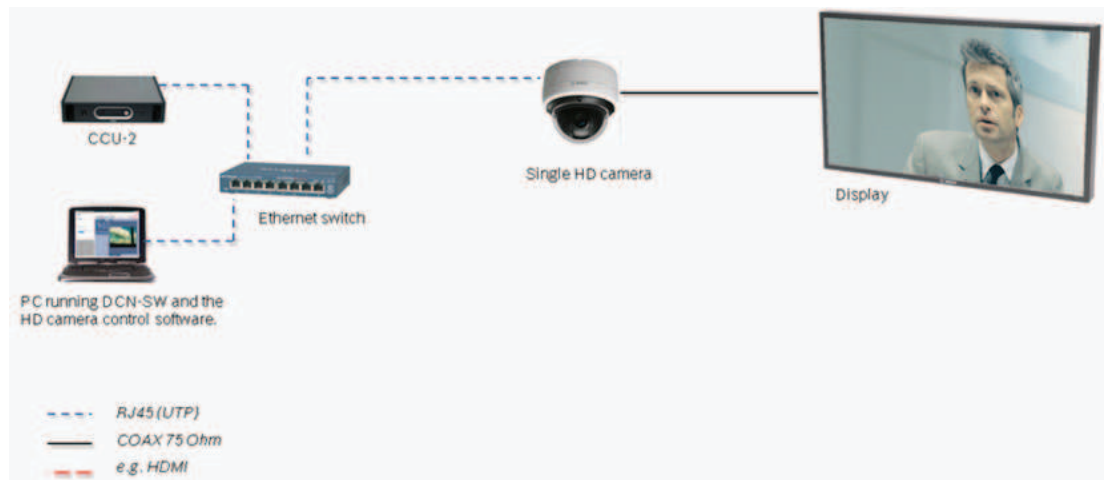 CCU-2
Single HD camera
Display
Ethernet switch
PC running DCN-SW and the
HD camera control software.
RJ45 (UTP)
COAX 75 Ohm
e.g. HDMI